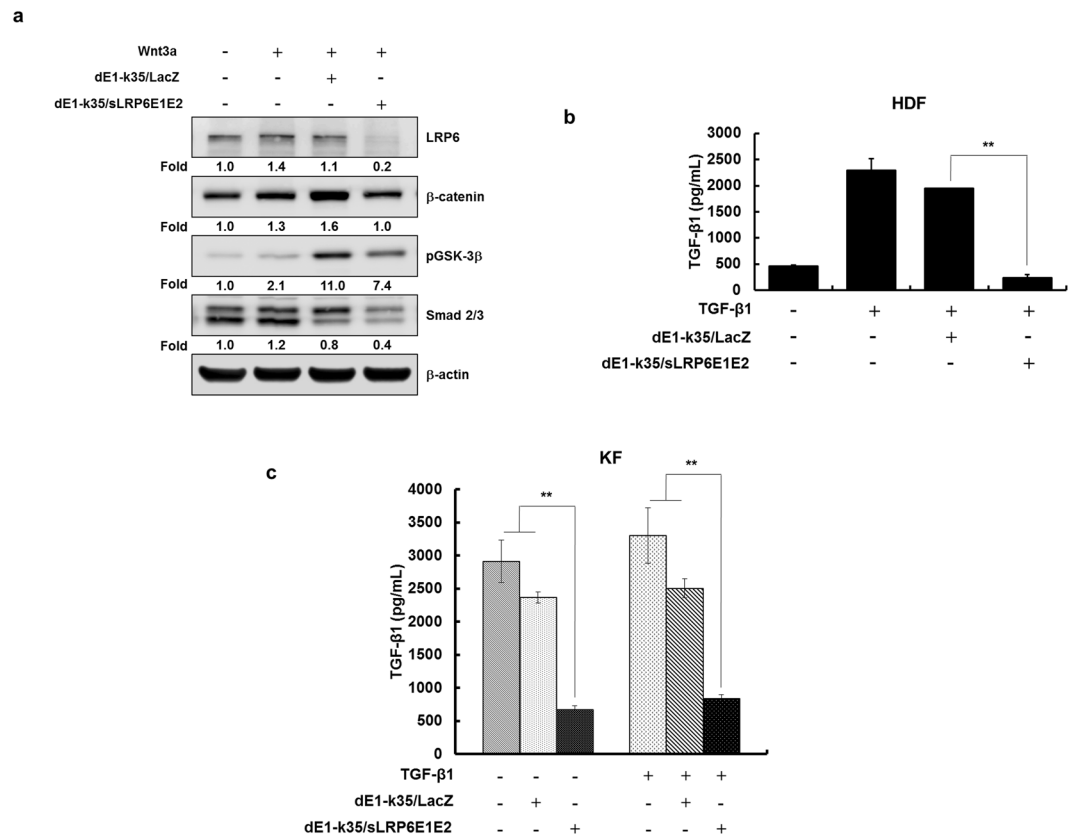 a
Wnt3a - + + +
dE1-k35/LacZ - - + -
dE1-k35/sLRP6E1E2 - - - +
LRP6
Fold 1.0 1.4 1.1 0.2
β-catenin
Fold 1.0 1.3 1.6 1.0
pGSK-3β
Fold 1.0 2.1 11.0 7.4
Smad 2/3
Fold 1.0 1.2 0.8 0.4
β-actin
b
HDF
TGF-β1 (pg/mL)
3000
2500
2000
1500
1000
500
0
**
TGF-β1 - + + +
dE1-k35/LacZ - - + -
dE1-k35/sLRP6E1E2 - - - +
c
KF
TGF-β1 (pg/mL)
4000
3500
3000
2500
2000
1500
1000
500
0
** **
TGF-β1 - - - + + +
dE1-k35/LacZ - + - - + -
dE1-k35/sLRP6E1E2 - - + - - +